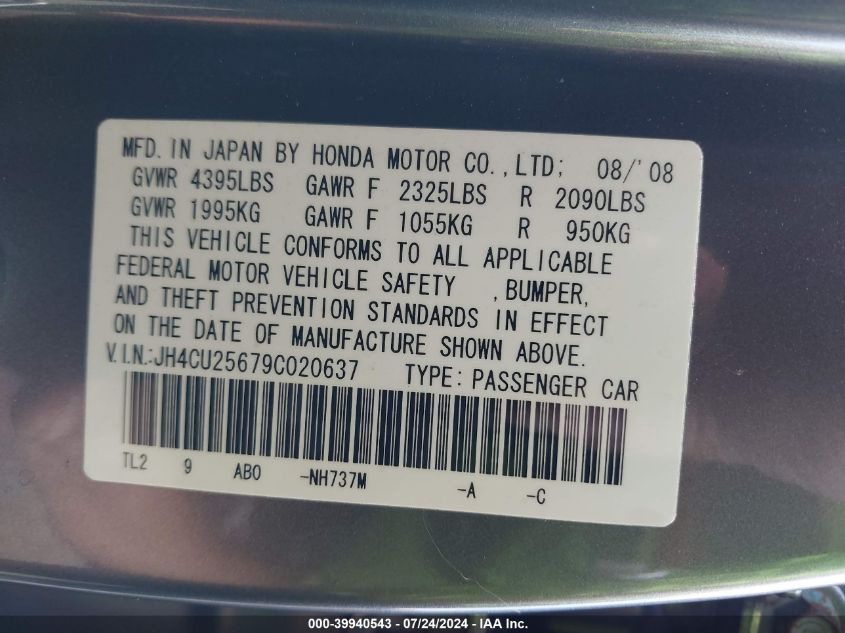 MFD. IN JAPAN BY HONDA MOTOR CO., LTD; 08/'08
GVWR 4395LBS GAWR F 2325LBS R 2090LBS
GVWR 1995KG GAWR F 1055KG R 950KG
THIS VEHICLE CONFORMS TO ALL APPLICABLE
FEDERAL MOTOR VEHICLE SAFETY , BUMPER,
AND THEFT PREVENTION STANDARDS IN EFFECT
ON THE DATE OF MANUFACTURE SHOWN ABOVE.
V.I.N.:JH4CU25679C020637 TYPE: PASSENGER CAR
TL2 9 AB0 -NH737M -A -C
000-39940543 / 07/24/2024 - IAA Inc.